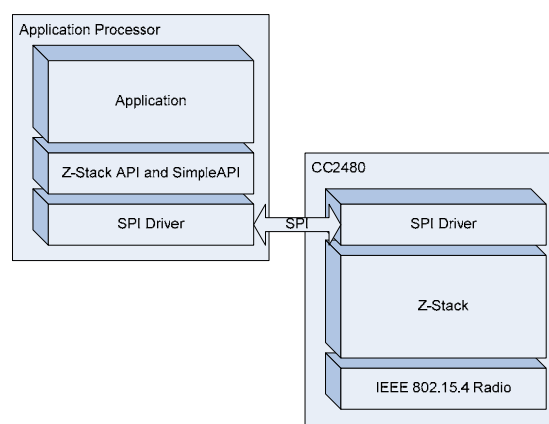 Application Processor
Application
Z-Stack API and SimpleAPI
SPI Driver
SPI
CC2480
SPI Driver
Z-Stack
IEEE 802.15.4 Radio